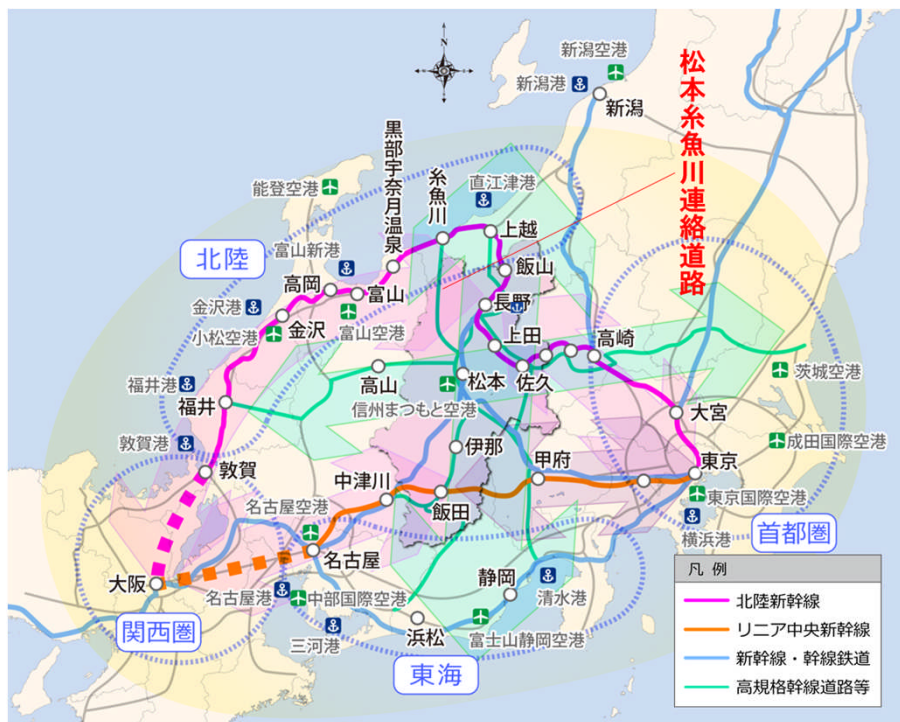 N
新潟空港
新潟港
新潟
松本糸魚川連絡道路
黒部宇奈月温泉
糸魚川
直江津港
能登空港
上越
北陸
富山新港
飯山
高岡
富山
長野
金沢港
金沢
富山空港
小松空港
上田
高崎
福井港
高山
松本
佐久
茨城空港
福井
信州まつもと空港
大宮
敦賀港
伊那
成田国際空港
敦賀
中津川
甲府
東京
名古屋空港
飯田
東京国際空港
横浜港
首都圏
名古屋
大阪
静岡
名古屋港
中部国際空港
清水港
関西圏
三河港
浜松
富士山静岡空港
東海
凡 例
北陸新幹線
リニア中央新幹線
新幹線・幹線鉄道
高規格幹線道路等